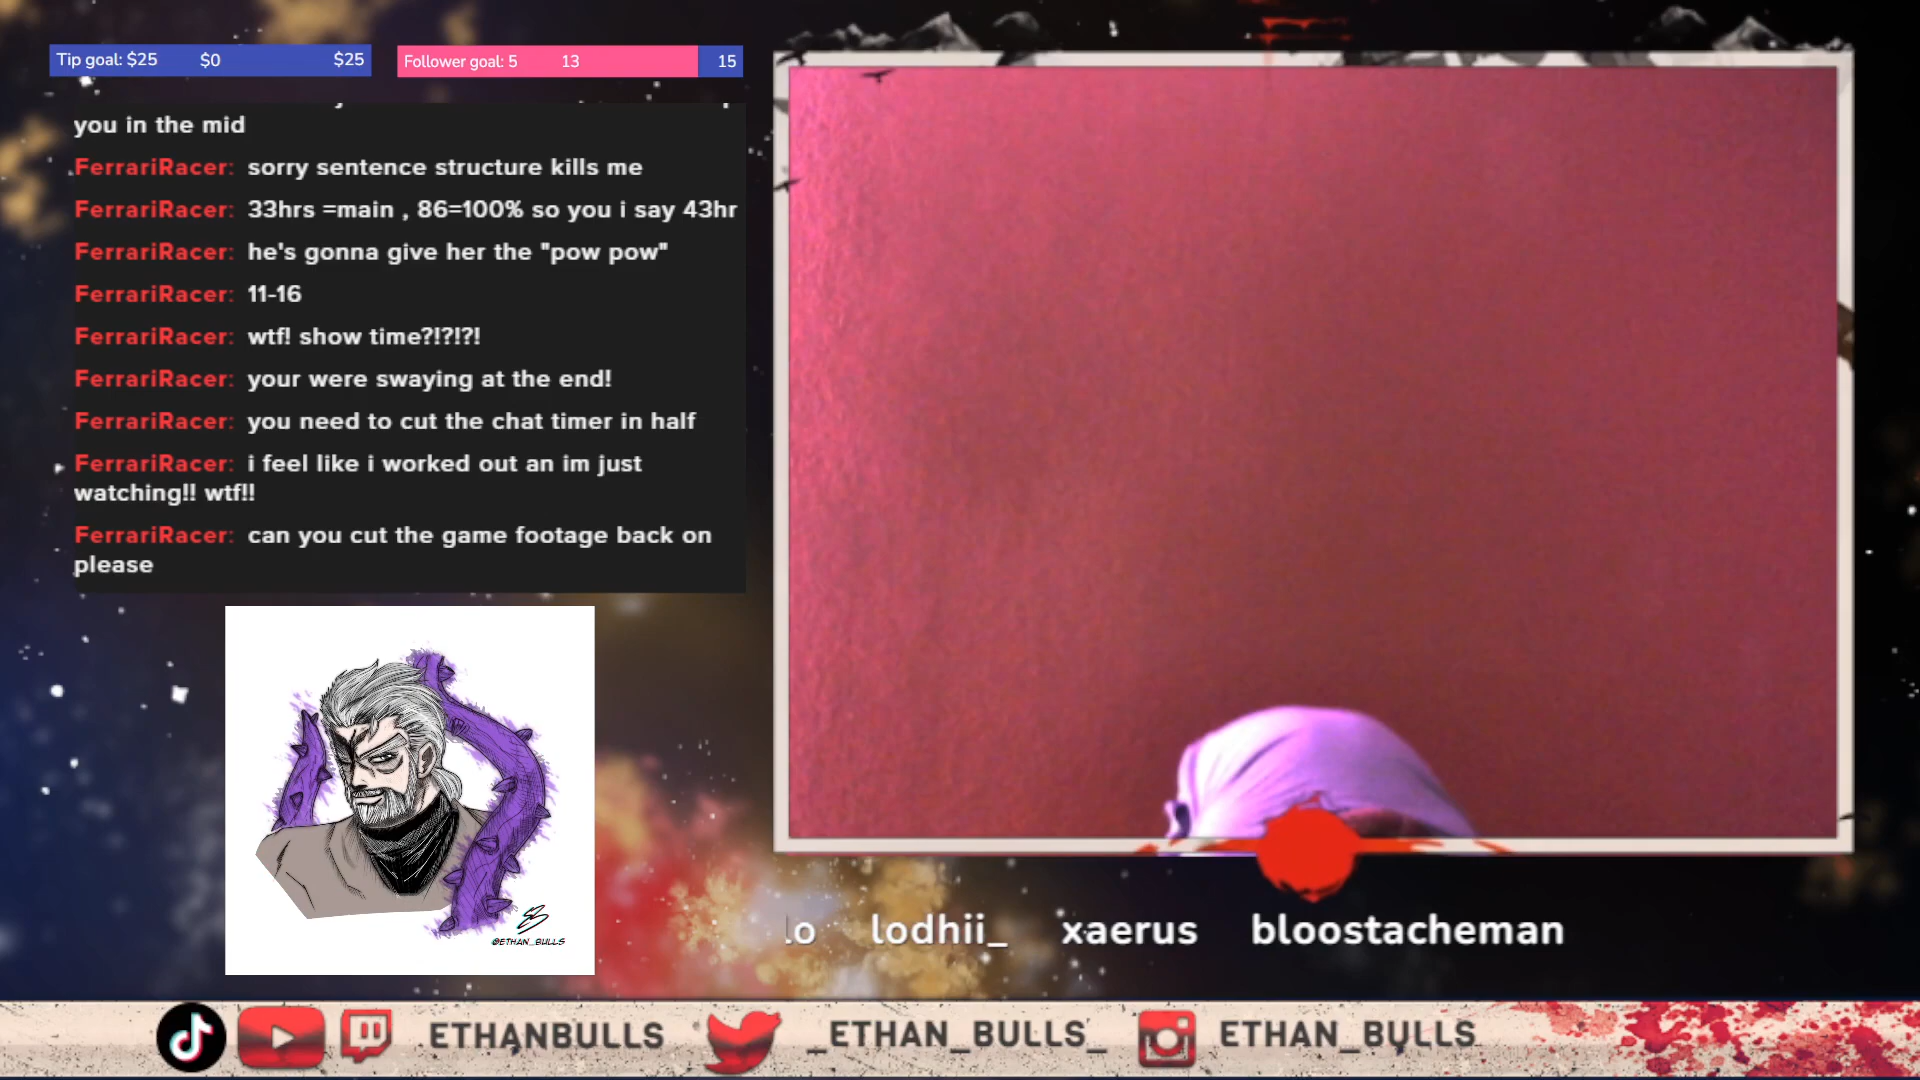 Tip goal: $25 $0 $25
Follower goal: 5 13 15
you in the mid
FerrariRacer: sorry sentence structure kills me
FerrariRacer: 33hrs =main , 86=100% so you i say 43hr
FerrariRacer: he's gonna give her the "pow pow"
FerrariRacer: 11-16
FerrariRacer: wtf! show time?!?!?!
FerrariRacer: your were swaying at the end!
FerrariRacer: you need to cut the chat timer in half
FerrariRacer: i feel like i worked out an im just
watching!! wtf!!
FerrariRacer: can you cut the game footage back on
please
@ETHAN_BULLS
lodhii_ xaerus bloostacheman
ETHANBULLS _ETHAN_BULLS_ ETHAN_BULLS